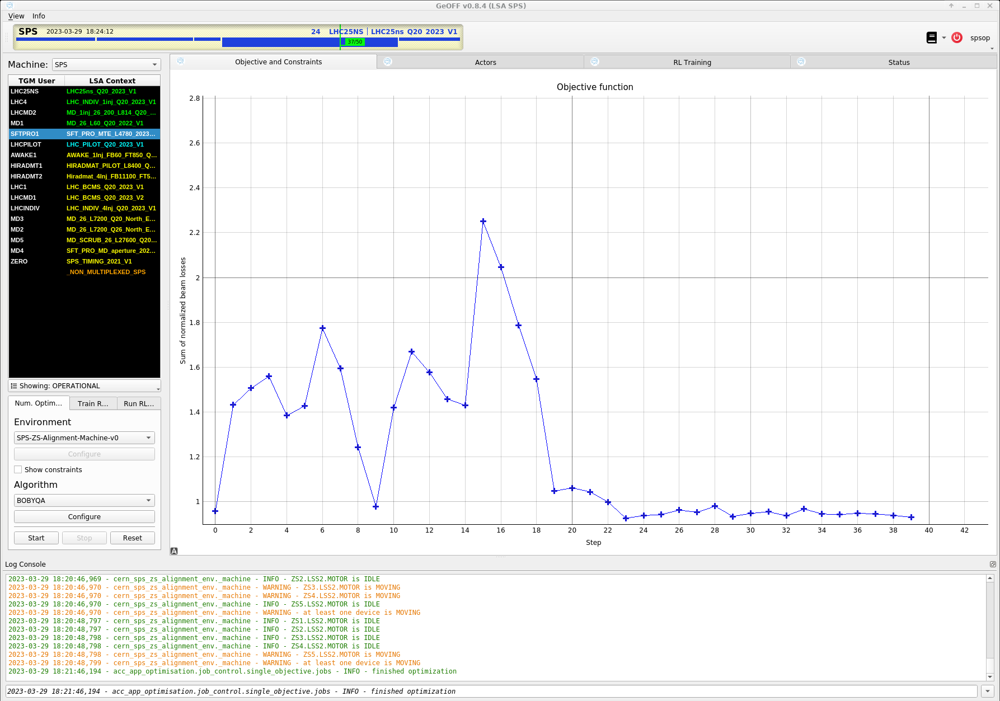 GeOFF v0.8.4 (LSA SPS)
View Info
SPS 2023-03-29 18:24:12 24 LHC25NS | LHC25ns_Q20_2023_V1
37/50
spsop
Machine: SPS
TGM User LSA Context
LHC25NS LHC25ns_Q20_2023_V1
LHC4 LHC_INDIV_1inj_Q20_2023_V1
LHCMD2 MD_1inj_26_200_L814_Q20_...
MD1 MD_26_L60_Q20_2022_V1
SFTPRO1 SFT_PRO_MTE_L4780_2023...
LHCPILOT LHC_PILOT_Q20_2023_V1
AWAKE1 AWAKE_1Inj_FB60_FT850_Q...
HIRADMT1 HIRADMAT_PILOT_L8400_Q...
HIRADMT2 Hiradmat_4Inj_FB11100_FT5...
LHC1 LHC_BCMS_Q20_2023_V1
LHCMD1 LHC_BCMS_Q20_2023_V2
LHCINDIV LHC_INDIV_4Inj_Q20_2023_V1
MD3 MD_26_L7200_Q20_North_E...
MD2 MD_26_L7200_Q26_North_E...
MD5 MD_SCRUB_26_L27600_Q20...
MD4 SFT_PRO_MD_aperture_202...
ZERO SPS_TIMING_2021_V1
_NON_MULTIPLEXED_SPS
Showing: OPERATIONAL
Num. Optim... Train R... Run RL...
Environment
SPS-ZS-Alignment-Machine-v0
Configure
Show constraints
Algorithm
BOBYQA
Configure
Start Stop Reset
Objective and Constraints Actors RL Training Status
Objective function
2.8
2.6
2.4
2.2
2
1.8
1.6
1.4
1.2
1
Sum of normalized beam losses
0 2 4 6 8 10 12 14 16 18 20 22 24 26 28 30 32 34 36 38 40 42
Step
A
Log Console
2023-03-29 18:20:46,969 - cern_sps_zs_alignment_env._machine - INFO - ZS2.LSS2.MOTOR is IDLE
2023-03-29 18:20:46,970 - cern_sps_zs_alignment_env._machine - WARNING - ZS3.LSS2.MOTOR is MOVING
2023-03-29 18:20:46,970 - cern_sps_zs_alignment_env._machine - WARNING - ZS4.LSS2.MOTOR is MOVING
2023-03-29 18:20:46,970 - cern_sps_zs_alignment_env._machine - INFO - ZS5.LSS2.MOTOR is IDLE
2023-03-29 18:20:46,970 - cern_sps_zs_alignment_env._machine - WARNING - at least one device is MOVING
2023-03-29 18:20:48,797 - cern_sps_zs_alignment_env._machine - INFO - ZS1.LSS2.MOTOR is IDLE
2023-03-29 18:20:48,797 - cern_sps_zs_alignment_env._machine - INFO - ZS2.LSS2.MOTOR is IDLE
2023-03-29 18:20:48,798 - cern_sps_zs_alignment_env._machine - INFO - ZS3.LSS2.MOTOR is IDLE
2023-03-29 18:20:48,798 - cern_sps_zs_alignment_env._machine - INFO - ZS4.LSS2.MOTOR is IDLE
2023-03-29 18:20:48,798 - cern_sps_zs_alignment_env._machine - WARNING - ZS5.LSS2.MOTOR is MOVING
2023-03-29 18:20:48,799 - cern_sps_zs_alignment_env._machine - WARNING - at least one device is MOVING
2023-03-29 18:21:46,194 - acc_app_optimisation.job_control.single_objective.jobs - INFO - finished optimization
2023-03-29 18:21:46,194 - acc_app_optimisation.job_control.single_objective.jobs - INFO - finished optimization